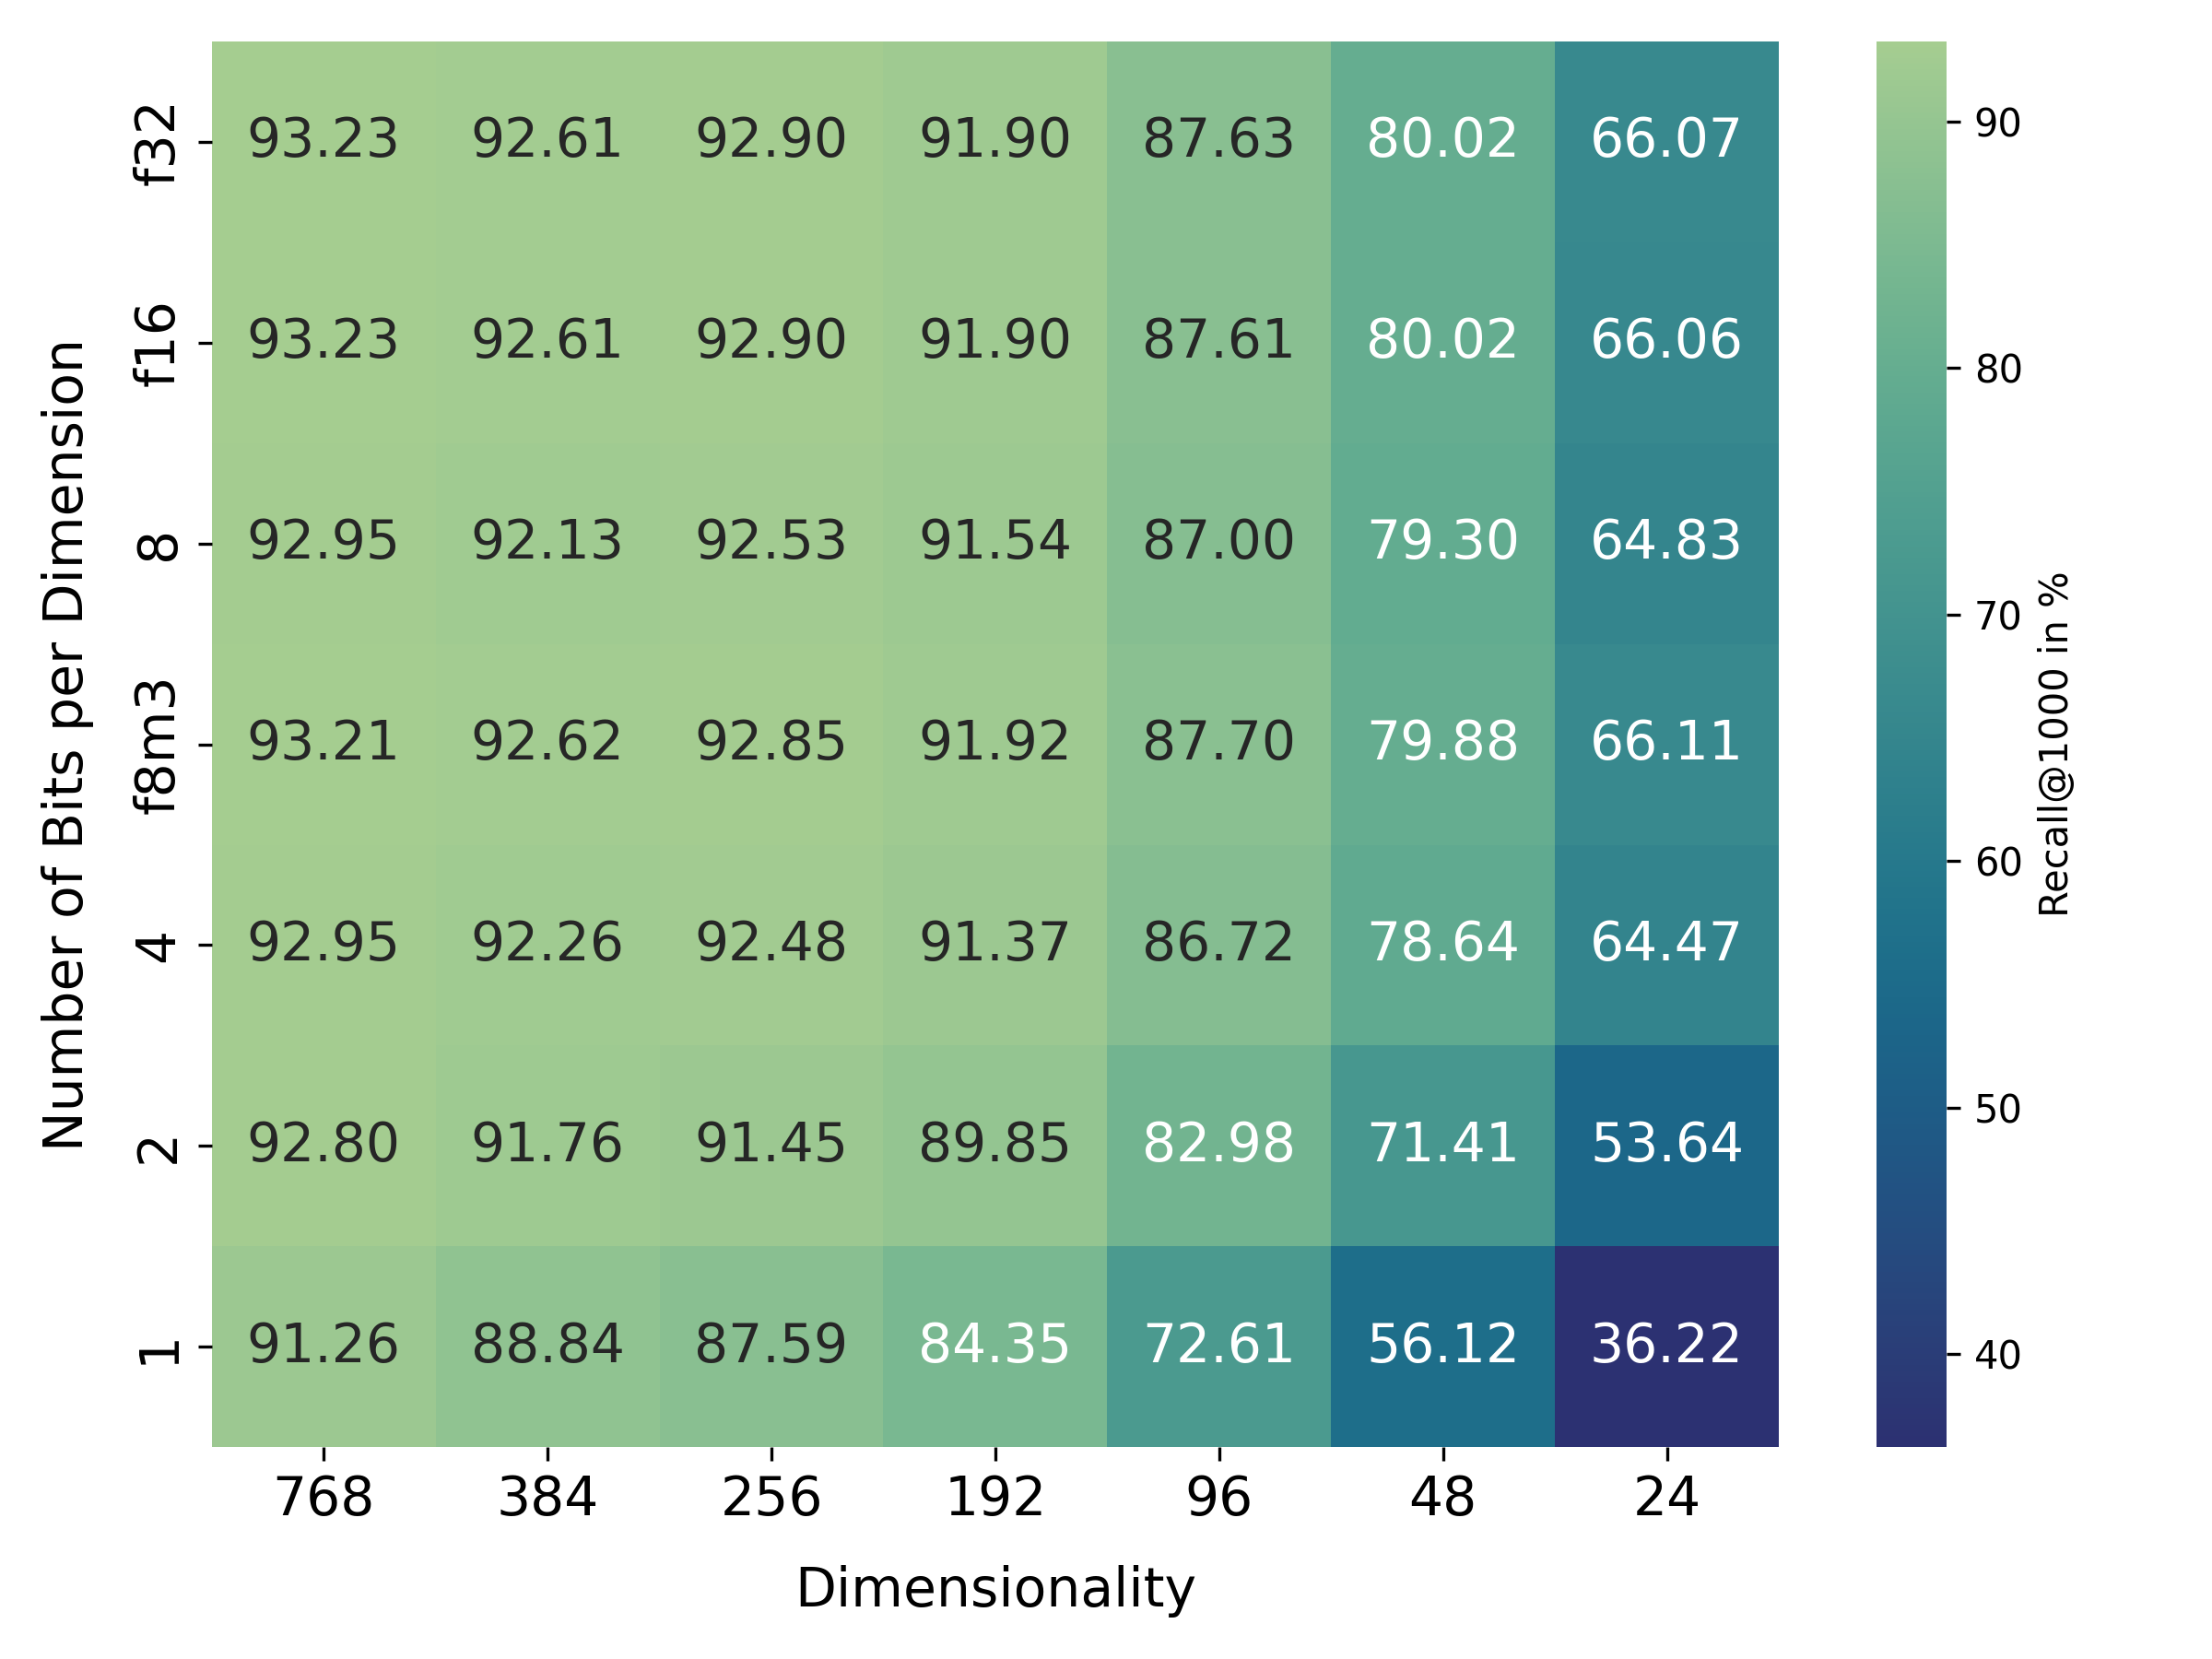 Number of Bits per Dimension
f32 93.23 92.61 92.90 91.90 87.63 80.02 66.07
f16 93.23 92.61 92.90 91.90 87.61 80.02 66.06
8 92.95 92.13 92.53 91.54 87.00 79.30 64.83
f8m3 93.21 92.62 92.85 91.92 87.70 79.88 66.11
4 92.95 92.26 92.48 91.37 86.72 78.64 64.47
2 92.80 91.76 91.45 89.85 82.98 71.41 53.64
1 91.26 88.84 87.59 84.35 72.61 56.12 36.22
768 384 256 192 96 48 24
Dimensionality
90
80
70
60
50
40
Recall@1000 in %